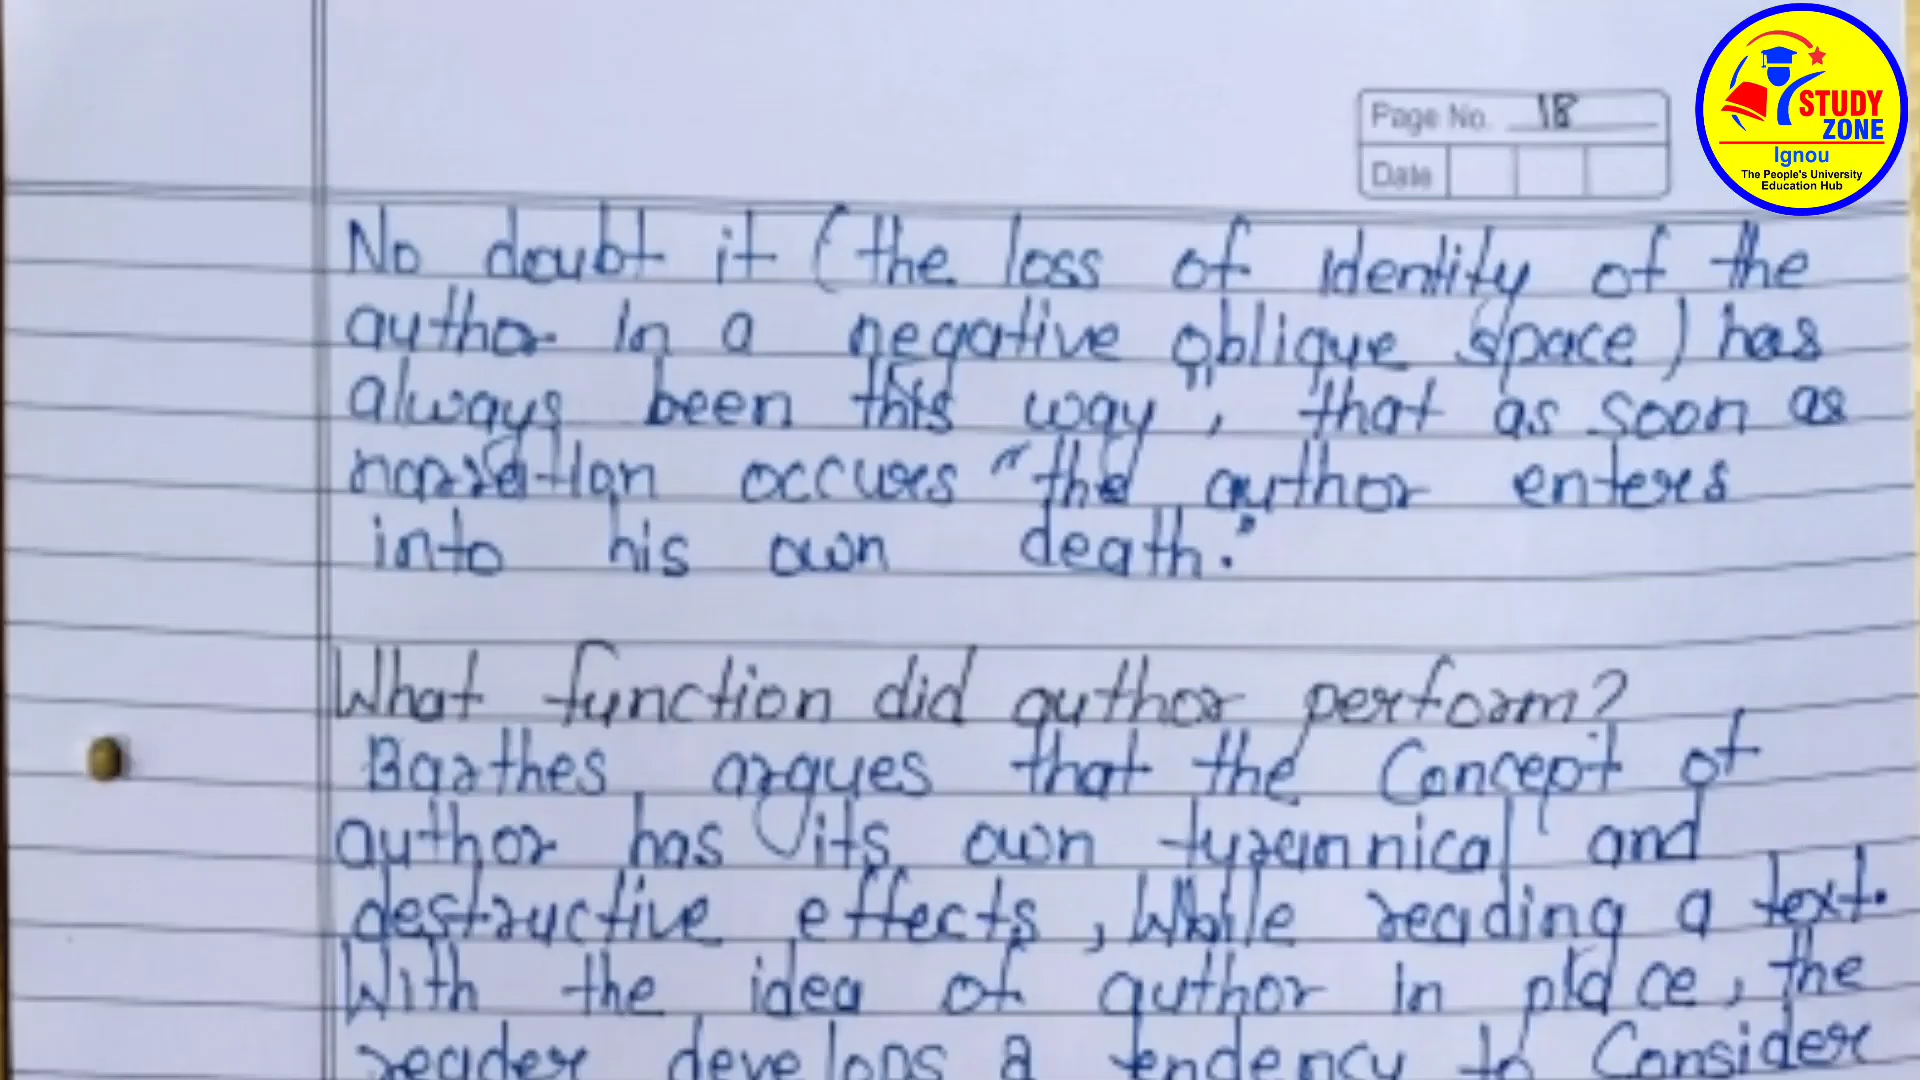 Page No. 18
Date
STUDY
ZONE
Ignou
The People's University
Education Hub
No doubt it (the loss of identity of the
author in a negative oblique space) has
always been this way", that as soon as
narration occurs "the author enters
into his own death."
What function did author perform?
Barthes argues that the Concept of
author has its own tyrannical and
destructive effects, While reading a text.
With the idea of author in place, the
reader develops a tendency to Consider